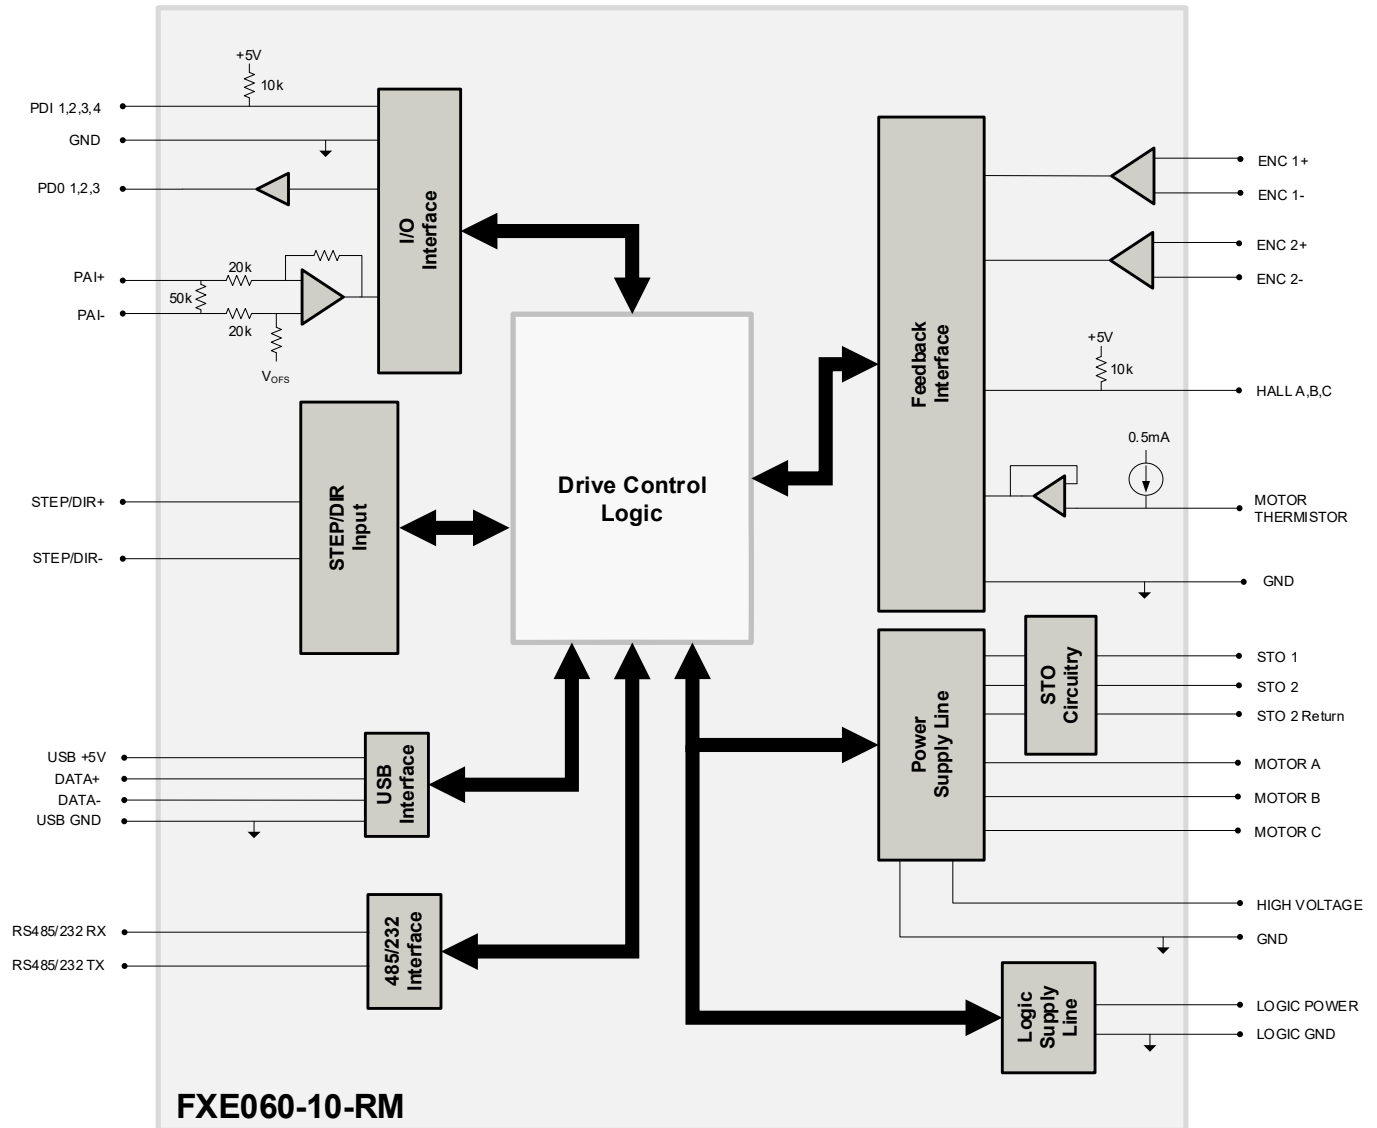 +5V
10k
PDI 1,2,3,4
GND
PD0 1,2,3
PAI+
20k
50k
PAI-
20k
VOFS
I/O
Interface
STEP/DIR+
STEP/DIR-
STEP/DIR
Input
Drive Control
Logic
Feedback
Interface
ENC 1+
ENC 1-
ENC 2+
ENC 2-
+5V
10k
HALL A,B,C
0.5mA
MOTOR
THERMISTOR
GND
STO
Circuitry
STO 1
STO 2
STO 2 Return
Power
Supply Line
MOTOR A
MOTOR B
MOTOR C
HIGH VOLTAGE
GND
USB +5V
DATA+
DATA-
USB GND
USB
Interface
RS485/232 RX
RS485/232 TX
485/232
Interface
Logic
Supply
Line
LOGIC POWER
LOGIC GND
FXE060-10-RM